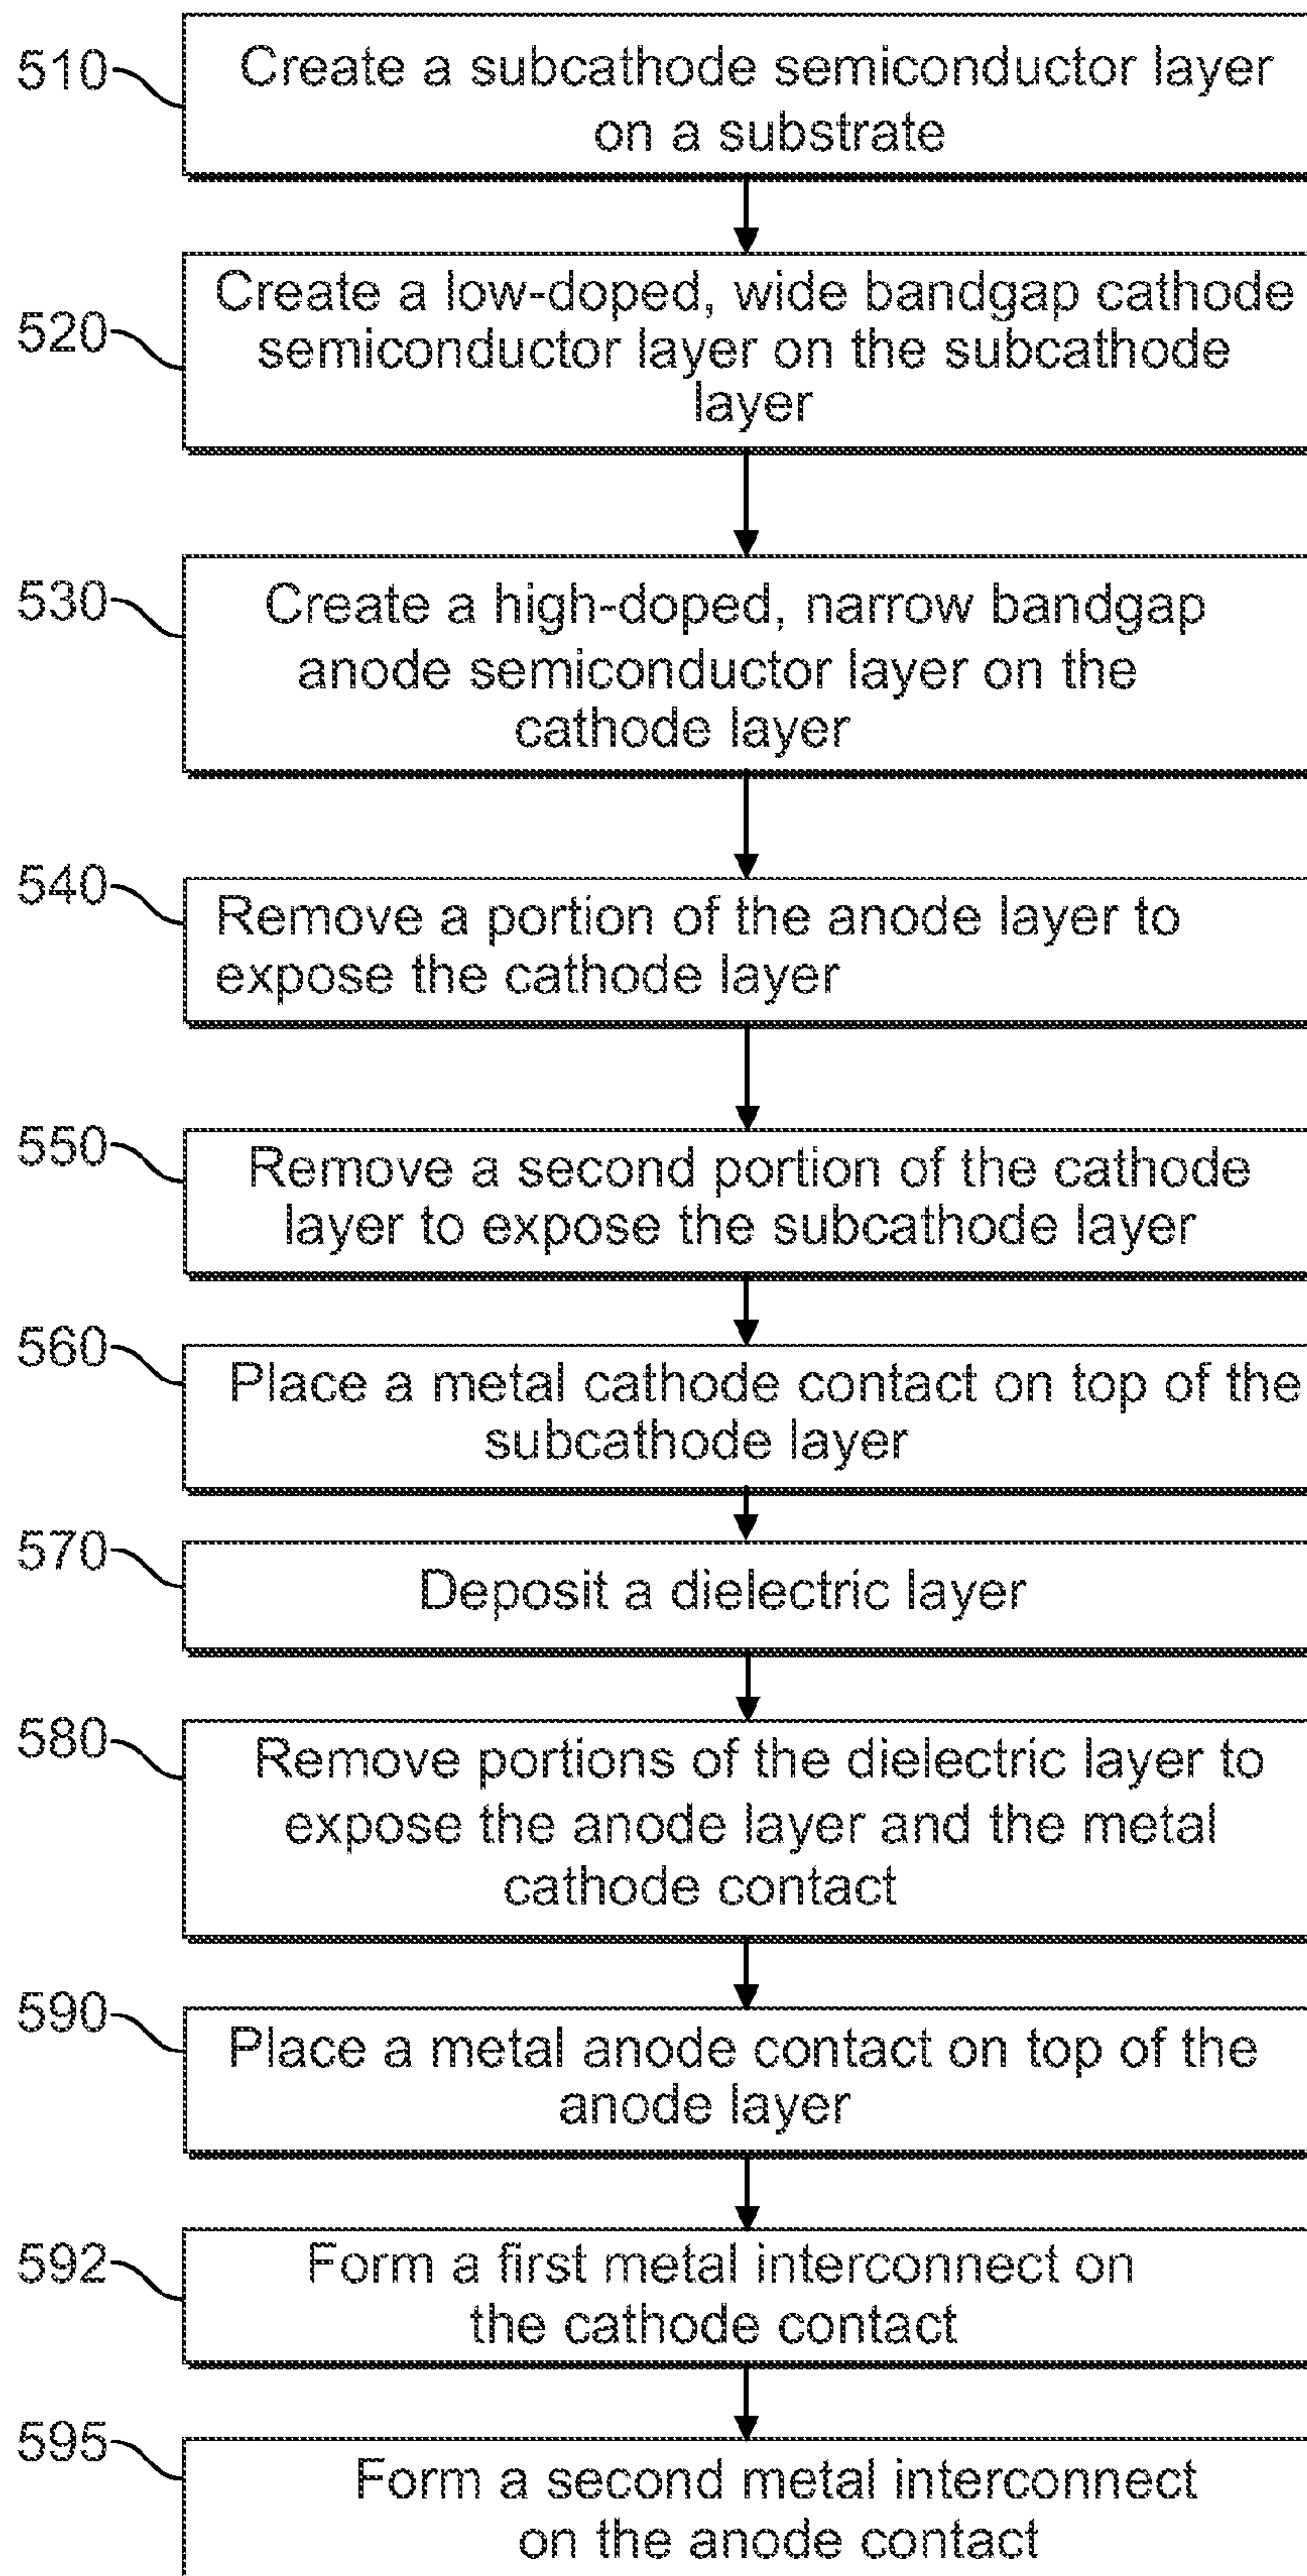 510
Create a subcathode semiconductor layer
on a substrate
520
Create a low-doped, wide bandgap cathode
semiconductor layer on the subcathode
layer
530
Create a high-doped, narrow bandgap
anode semiconductor layer on the
cathode layer
540
Remove a portion of the anode layer to
expose the cathode layer
550
Remove a second portion of the cathode
layer to expose the subcathode layer
560
Place a metal cathode contact on top of the
subcathode layer
570
Deposit a dielectric layer
580
Remove portions of the dielectric layer to
expose the anode layer and the metal
cathode contact
590
Place a metal anode contact on top of the
anode layer
592
Form a first metal interconnect on
the cathode contact
595
Form a second metal interconnect
on the anode contact